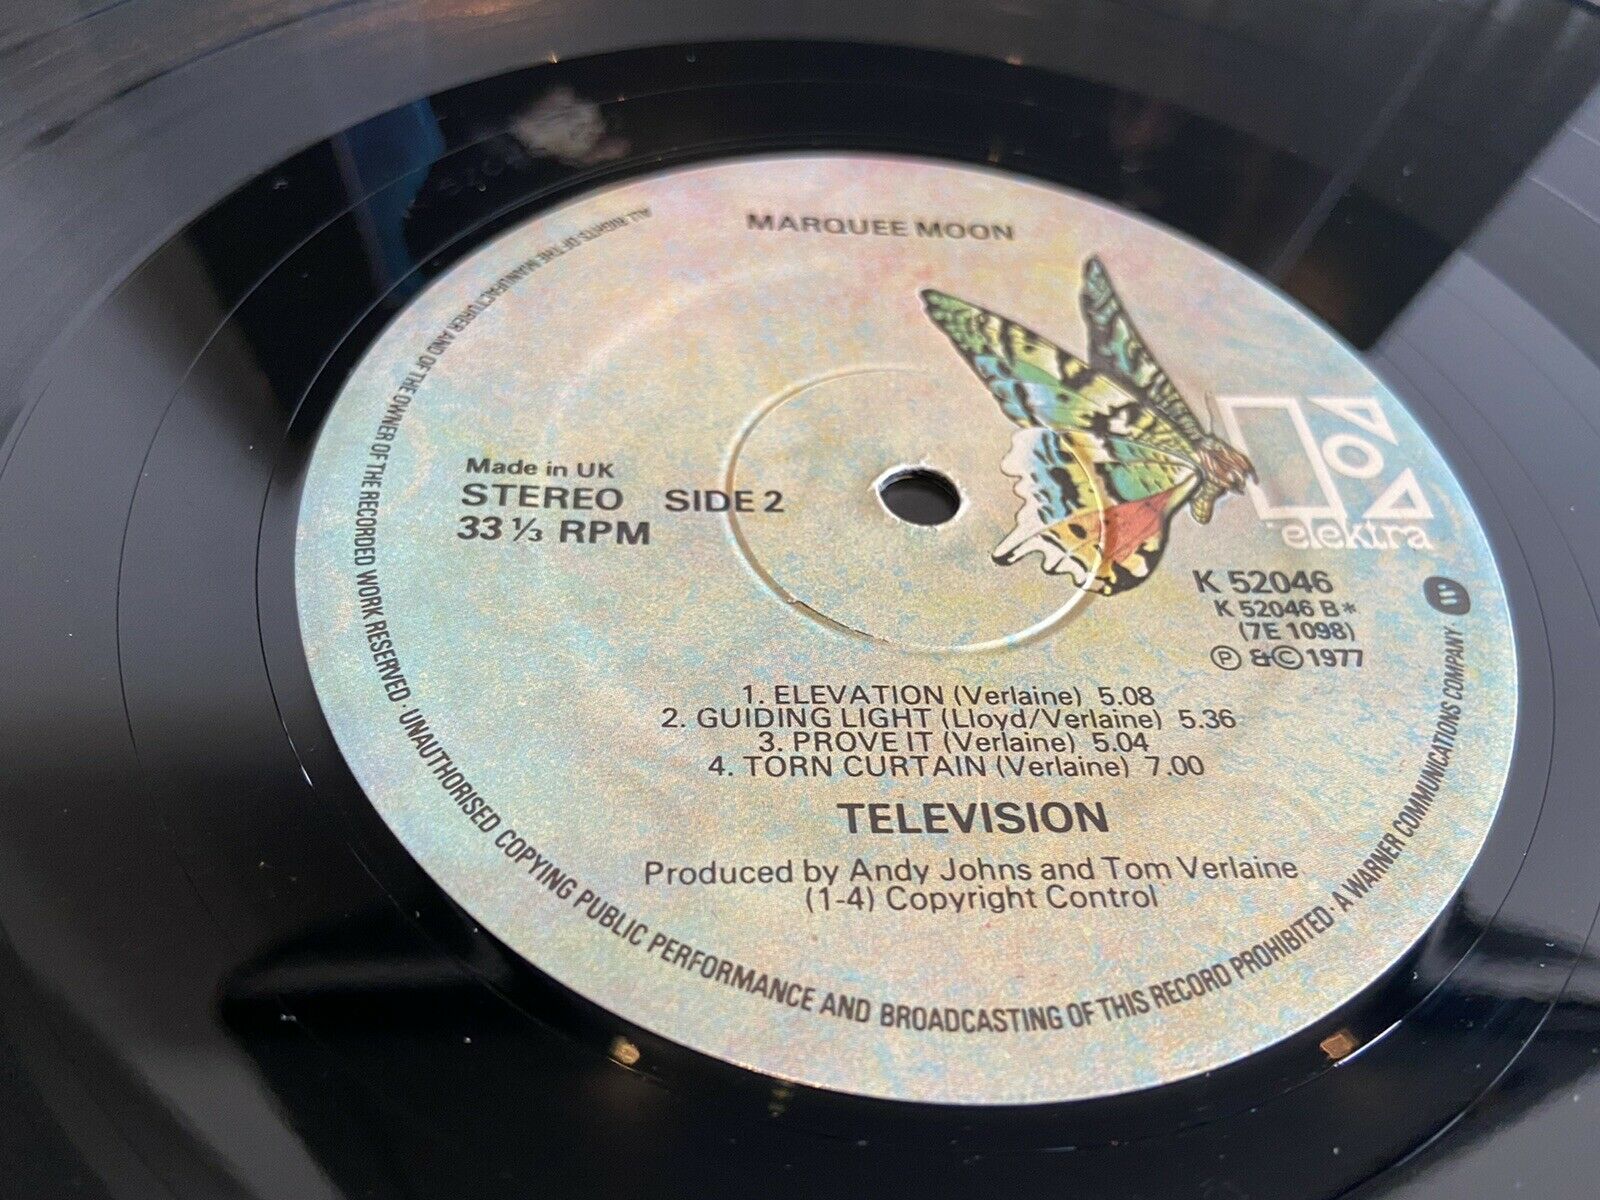 MARQUEE MOON
Made in UK
STEREO SIDE 2
33 1/3 RPM
elektra
K 52046
K 52046 B*
(7E 1098)
Ⓟ & © 1977
1. ELEVATION (Verlaine) 5.08
2. GUIDING LIGHT (Lloyd/Verlaine) 5.36
3. PROVE IT (Verlaine) 5.04
4. TORN CURTAIN (Verlaine) 7.00
TELEVISION
Produced by Andy Johns and Tom Verlaine
(1-4) Copyright Control
ALL RIGHTS OF THE MANUFACTURER AND OF THE OWNER OF THE RECORDED WORK RESERVED · UNAUTHORISED COPYING PUBLIC PERFORMANCE AND BROADCASTING OF THIS RECORD PROHIBITED · A WARNER COMMUNICATIONS COMPANY ·